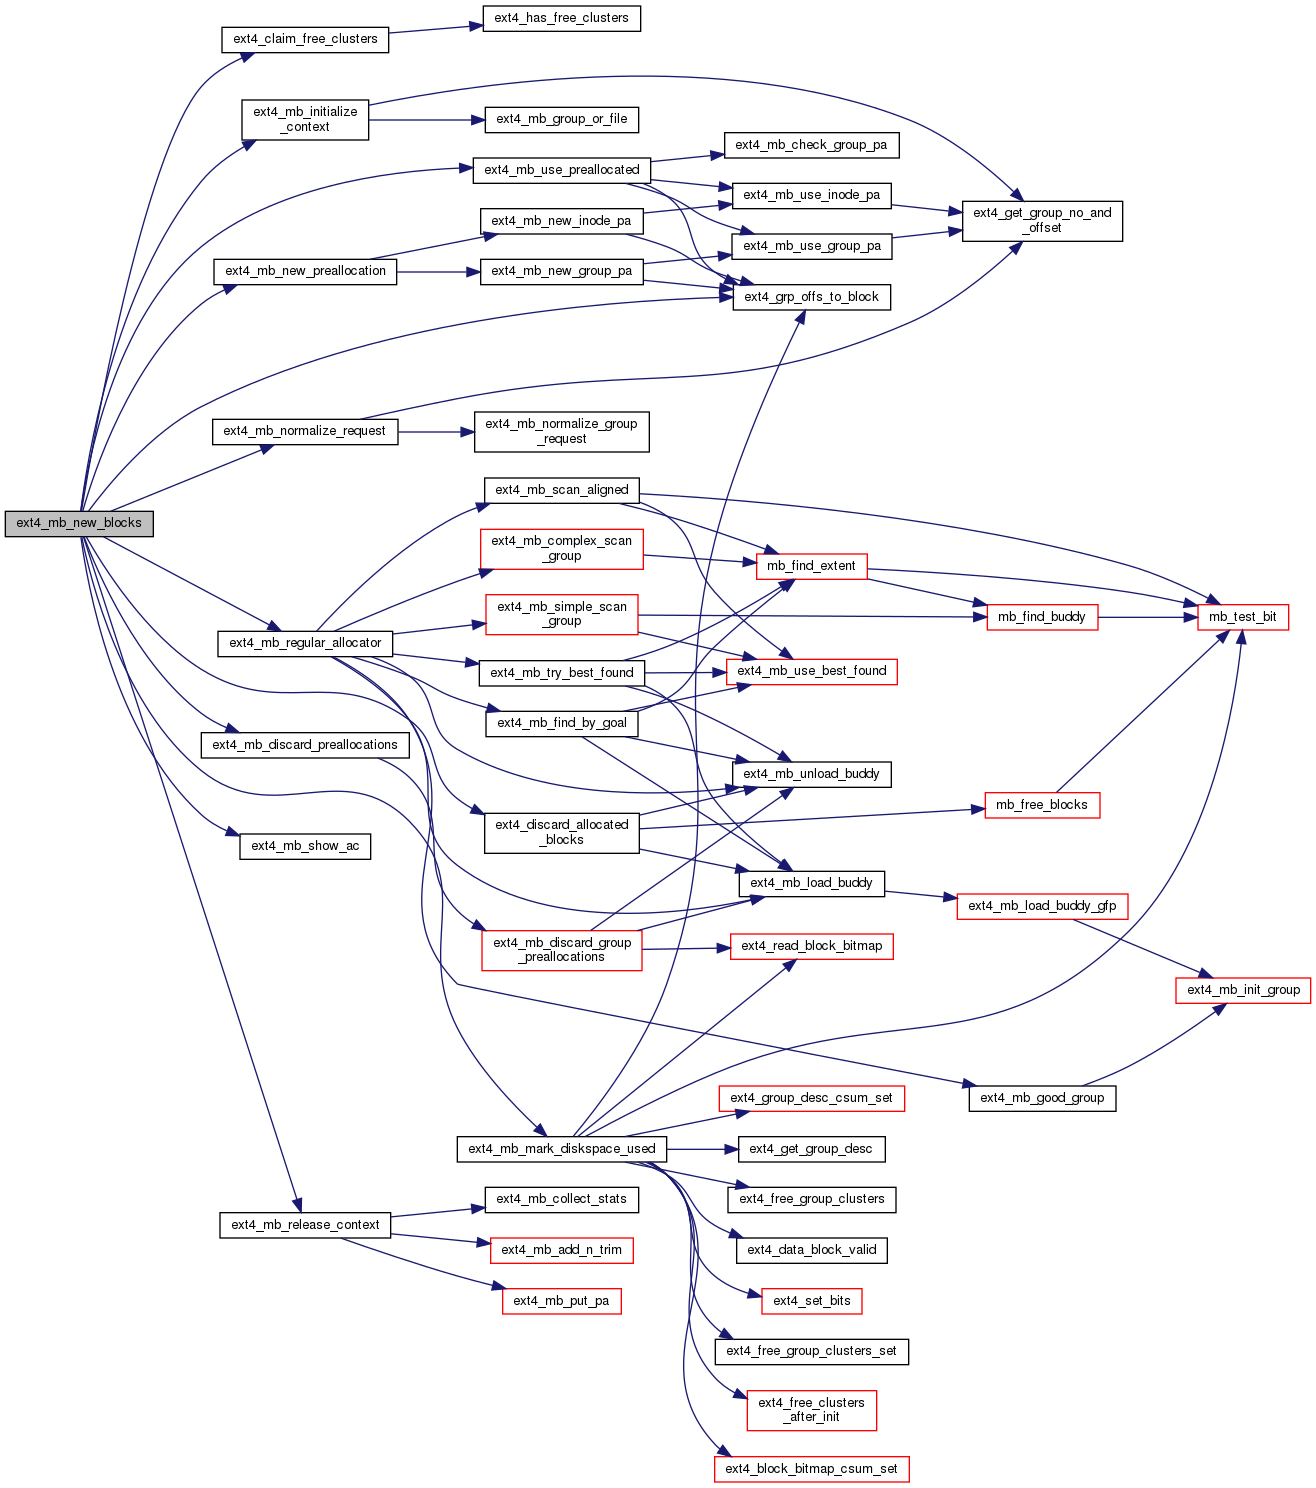 ext4_has_free_clusters
ext4_claim_free_clusters
ext4_mb_initialize
_context
ext4_mb_group_or_file
ext4_mb_check_group_pa
ext4_mb_use_preallocated
ext4_mb_use_inode_pa
ext4_get_group_no_and
_offset
ext4_mb_new_inode_pa
ext4_mb_use_group_pa
ext4_mb_new_preallocation
ext4_mb_new_group_pa
ext4_grp_offs_to_block
ext4_mb_normalize_request
ext4_mb_normalize_group
_request
ext4_mb_scan_aligned
ext4_mb_new_blocks
ext4_mb_complex_scan
_group
mb_find_extent
ext4_mb_simple_scan
_group
mb_find_buddy
mb_test_bit
ext4_mb_regular_allocator
ext4_mb_try_best_found
ext4_mb_use_best_found
ext4_mb_find_by_goal
ext4_mb_discard_preallocations
ext4_mb_unload_buddy
mb_free_blocks
ext4_discard_allocated
_blocks
ext4_mb_show_ac
ext4_mb_load_buddy
ext4_mb_load_buddy_gfp
ext4_mb_discard_group
_preallocations
ext4_read_block_bitmap
ext4_mb_init_group
ext4_mb_good_group
ext4_group_desc_csum_set
ext4_mb_mark_diskspace_used
ext4_get_group_desc
ext4_mb_collect_stats
ext4_free_group_clusters
ext4_mb_release_context
ext4_mb_add_n_trim
ext4_data_block_valid
ext4_mb_put_pa
ext4_set_bits
ext4_free_group_clusters_set
ext4_free_clusters
_after_init
ext4_block_bitmap_csum_set